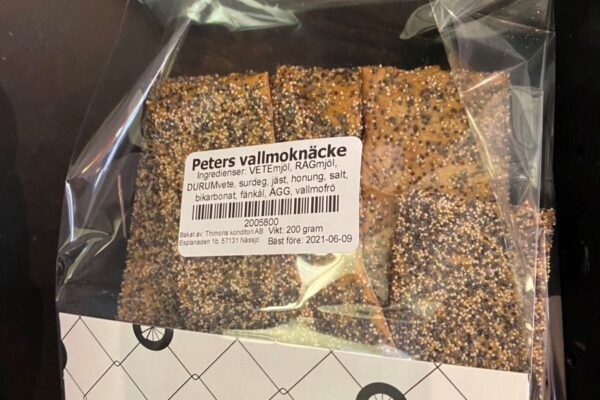 Peters vallmoknäcke
Ingredienser: VETEmjöl, RÅGmjöl,
DURUMvete, surdeg, jäst, honung, salt,
bikarbonat, fänkål, ÄGG, vallmofrö
2005800
Bakat av: Thimons konditori AB Vikt: 200 gram
Esplanaden 1b, 57131 Nässjö Bäst före: 2021-06-09